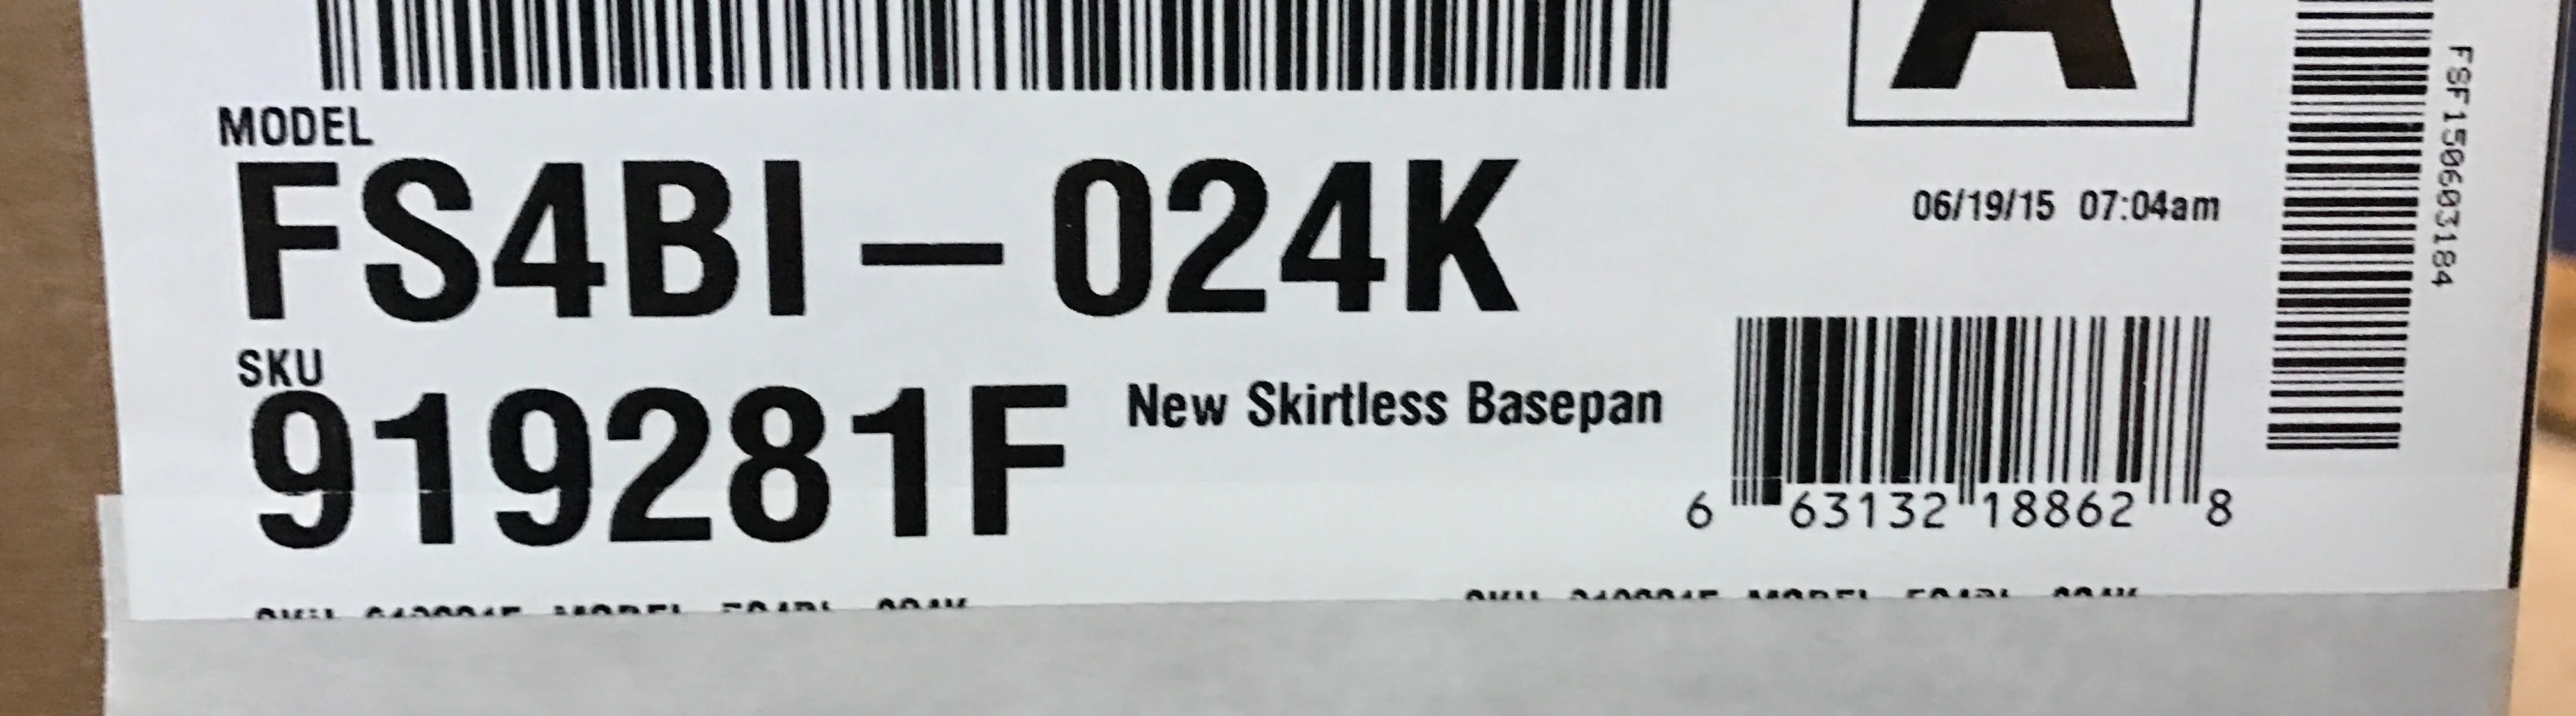 A
MODEL
FS4BI-024K
06/19/15 07:04am
FSF150603184
SKU
919281F
New Skirtless Basepan
6 63132 18862 8